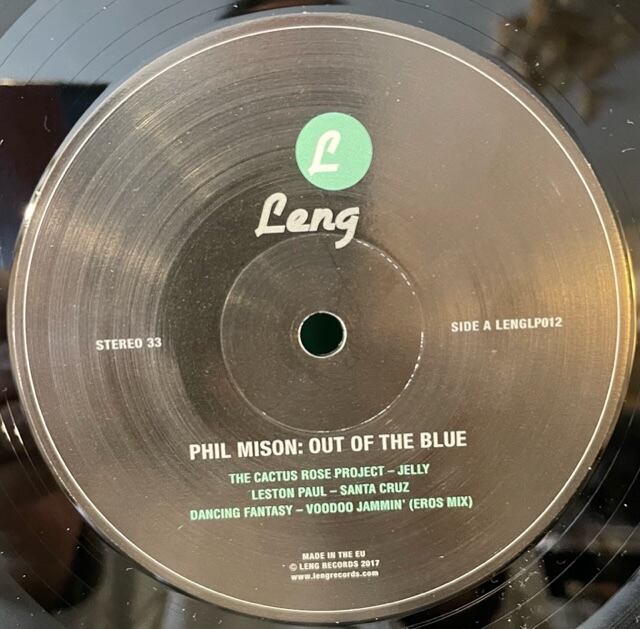 L
Leng
STEREO 33
SIDE A LENGLP012
PHIL MISON: OUT OF THE BLUE
THE CACTUS ROSE PROJECT – JELLY
LESTON PAUL – SANTA CRUZ
DANCING FANTASY – VOODOO JAMMIN' (EROS MIX)
MADE IN THE EU
© LENG RECORDS 2017
www.lengrecords.com